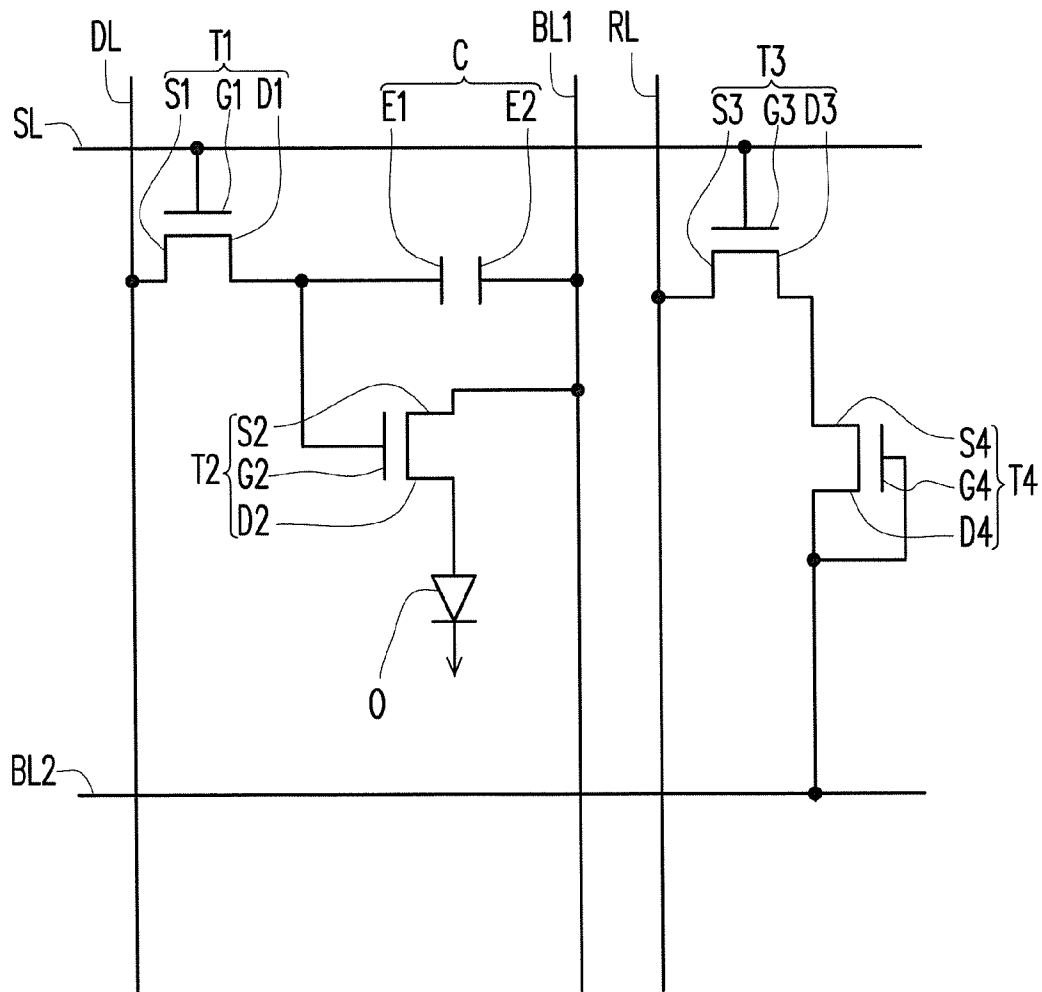 DL
T1
S1 G1 D1
SL
C
E1 E2
BL1
RL
T3
S3 G3 D3
T2
S2
G2
D2
S4
G4
D4
T4
O
BL2